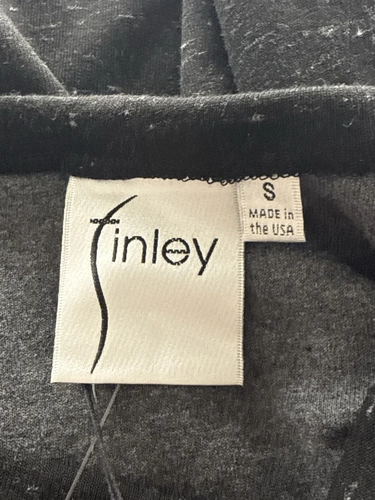 finley
S
MADE in
the USA